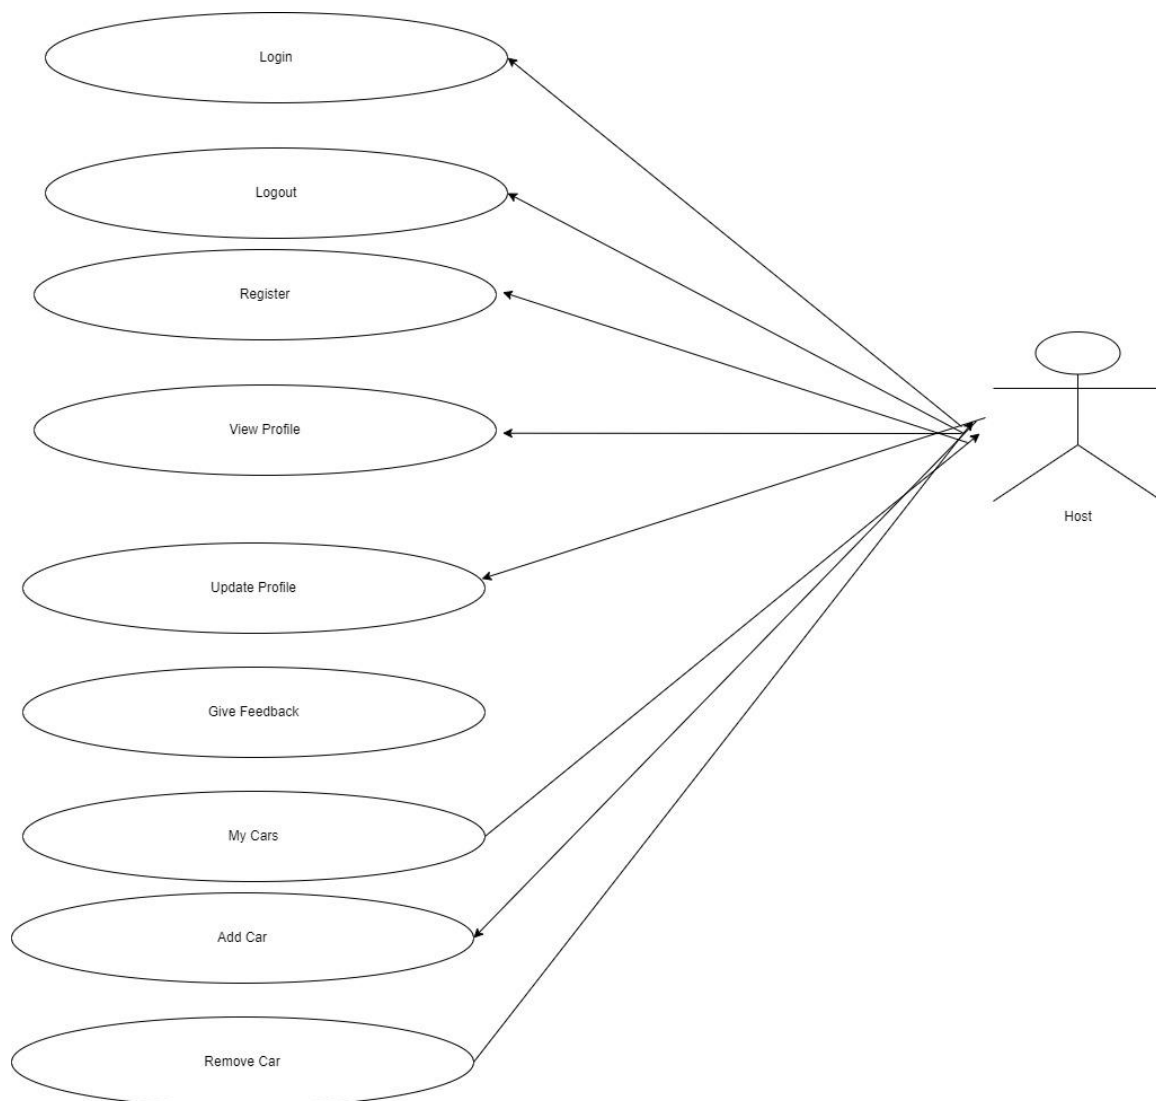 Login
Logout
Register
View Profile
Host
Update Profile
Give Feedback
My Cars
Add Car
Remove Car